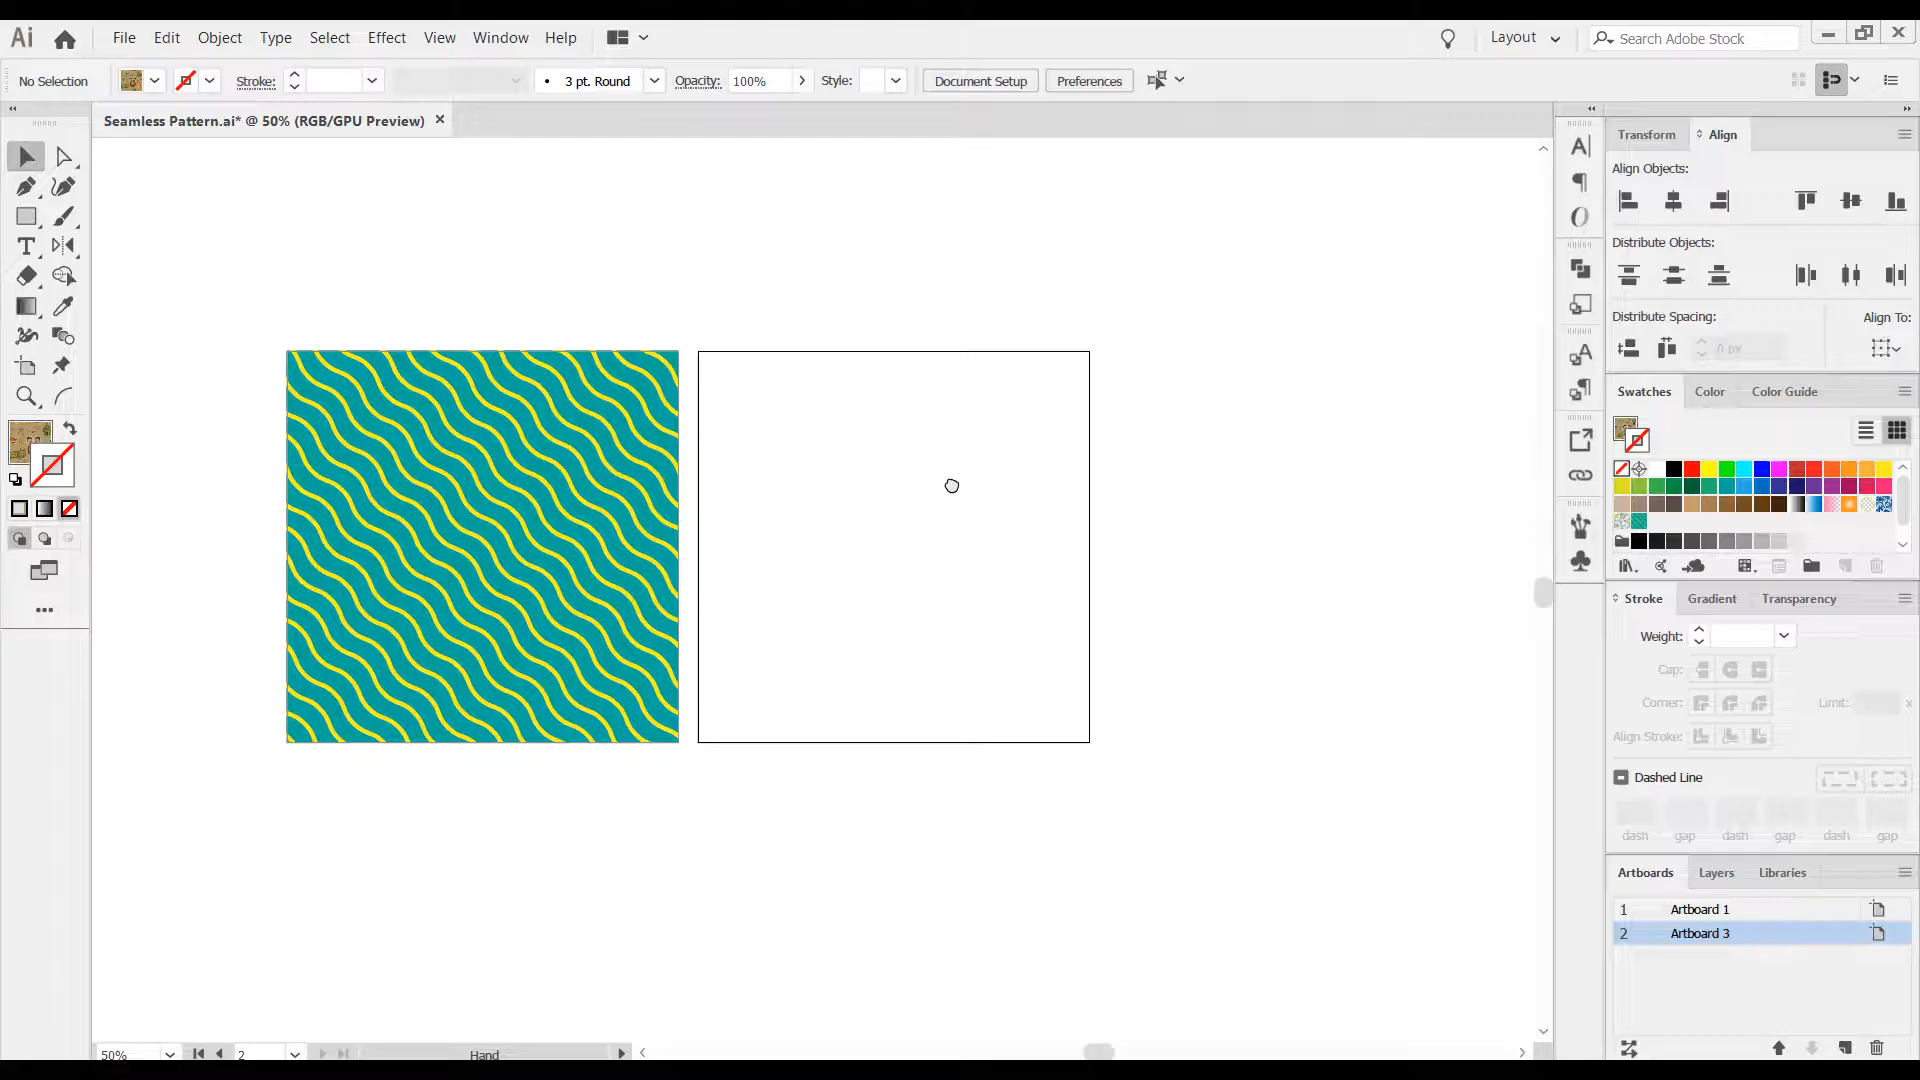 Ai File Edit Object Type Select Effect View Window Help Layout Search Adobe Stock
No Selection Stroke: 3 pt. Round Opacity: 100% Style: Document Setup Preferences
Seamless Pattern.ai* @ 50% (RGB/GPU Preview)
Transform Align
Align Objects:
Distribute Objects:
Distribute Spacing: Align To:
0 px
Swatches Color Color Guide
Stroke Gradient Transparency
Weight:
Cap:
Corner: Limit: x
Align Stroke:
Dashed Line
dash gap dash gap dash gap
Artboards Layers Libraries
1 Artboard 1
2 Artboard 3
50% 2 Hand